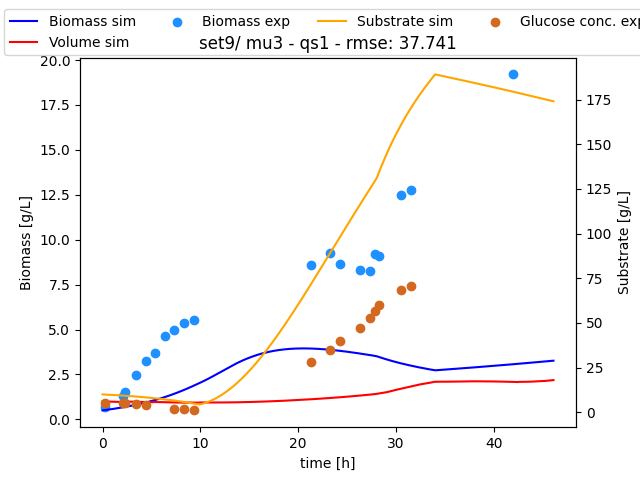 Biomass sim
Biomass exp
Substrate sim
Glucose conc. exp
Volume sim
set9/ mu3 - qs1 - rmse: 37.741
20.0
17.5
15.0
12.5
10.0
7.5
5.0
2.5
0.0
Biomass [g/L]
175
150
125
100
75
50
25
0
Substrate [g/L]
0
10
20
30
40
time [h]